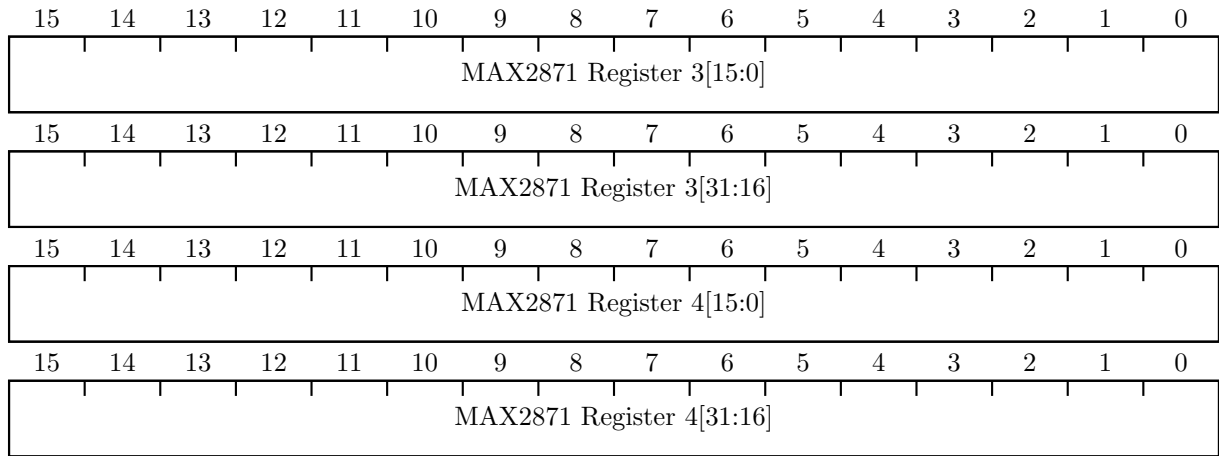 15 14 13 12 11 10 9 8 7 6 5 4 3 2 1 0
MAX2871 Register 3[15:0]
15 14 13 12 11 10 9 8 7 6 5 4 3 2 1 0
MAX2871 Register 3[31:16]
15 14 13 12 11 10 9 8 7 6 5 4 3 2 1 0
MAX2871 Register 4[15:0]
15 14 13 12 11 10 9 8 7 6 5 4 3 2 1 0
MAX2871 Register 4[31:16]